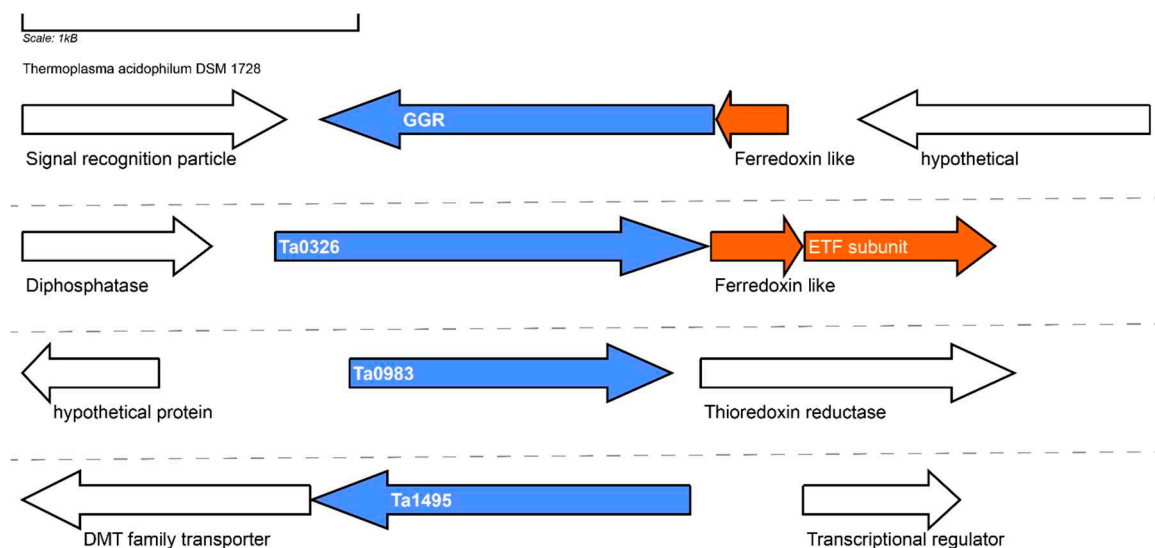 Scale: 1kB
Thermoplasma acidophilum DSM 1728
GGR
Signal recognition particle
Ferredoxin like
hypothetical
Ta0326
ETF subunit
Diphosphatase
Ferredoxin like
Ta0983
hypothetical protein
Thioredoxin reductase
Ta1495
DMT family transporter
Transcriptional regulator